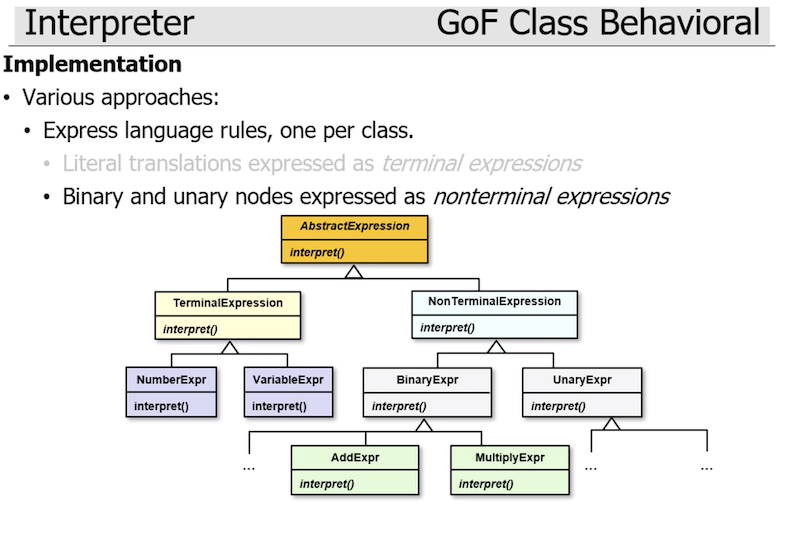 Interpreter GoF Class Behavioral
Implementation
• Various approaches:
• Express language rules, one per class.
• Literal translations expressed as terminal expressions
• Binary and unary nodes expressed as nonterminal expressions
AbstractExpression
interpret()
TerminalExpression NonTerminalExpression
interpret() interpret()
NumberExpr VariableExpr BinaryExpr UnaryExpr
interpret() interpret() interpret() interpret()
... AddExpr MultiplyExpr ... ...
interpret() interpret()